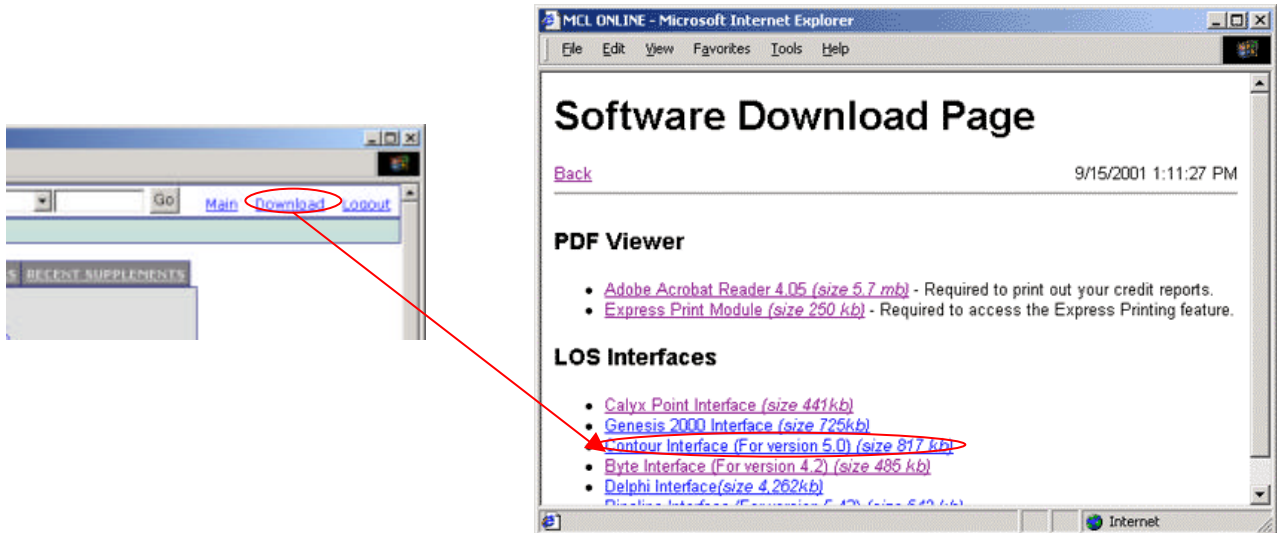 Go Main Download Logout
S RECENT SUPPLEMENTS
MCL ONLINE - Microsoft Internet Explorer
File Edit View Favorites Tools Help
Software Download Page
Back 9/15/2001 1:11:27 PM
PDF Viewer
• Adobe Acrobat Reader 4.05 (size 5.7 mb) - Required to print out your credit reports.
• Express Print Module (size 250 kb) - Required to access the Express Printing feature.
LOS Interfaces
• Calyx Point Interface (size 441kb)
• Genesis 2000 Interface (size 725kb)
• Contour Interface (For version 5.0) (size 817 kb)
• Byte Interface (For version 4.2) (size 485 kb)
• Delphi Interface(size 4,262kb)
Interface (For version (size kb)
Internet